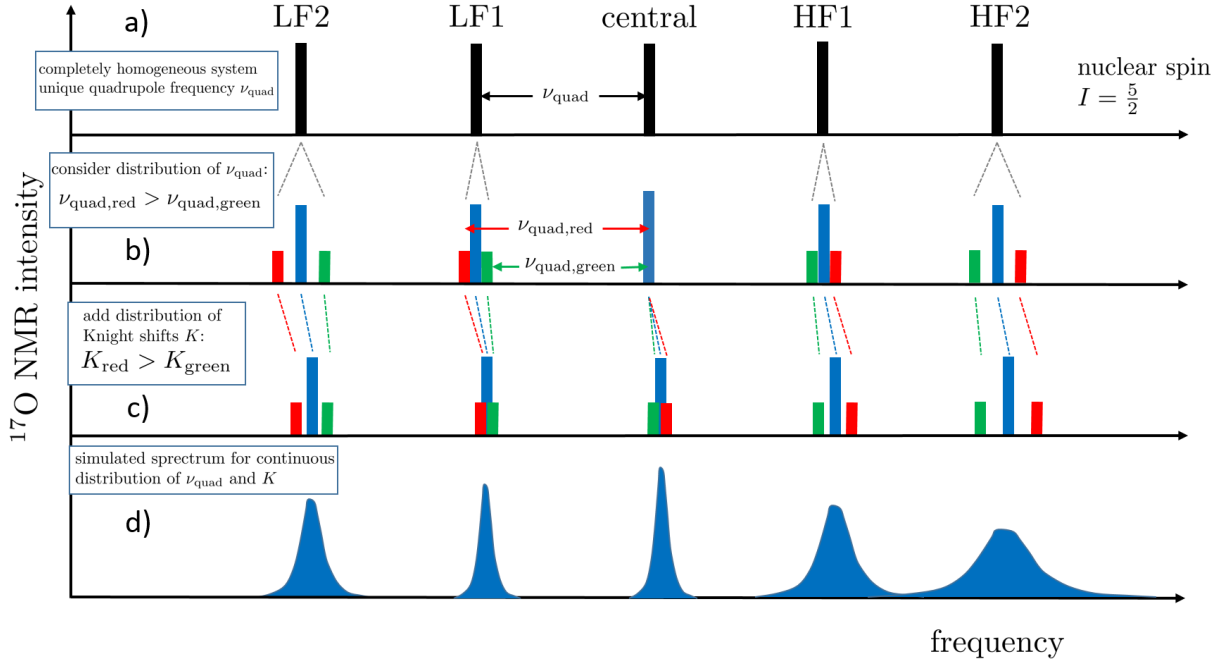 a)
LF2
LF1
central
HF1
HF2
completely homogeneous system
unique quadrupole frequency ν_quad
ν_quad
nuclear spin
I = 5/2
consider distribution of ν_quad:
ν_quad,red > ν_quad,green
b)
ν_quad,red
ν_quad,green
add distribution of
Knight shifts K:
K_red > K_green
c)
simulated sprectrum for continuous
distribution of ν_quad and K
d)
¹⁷O NMR intensity
frequency